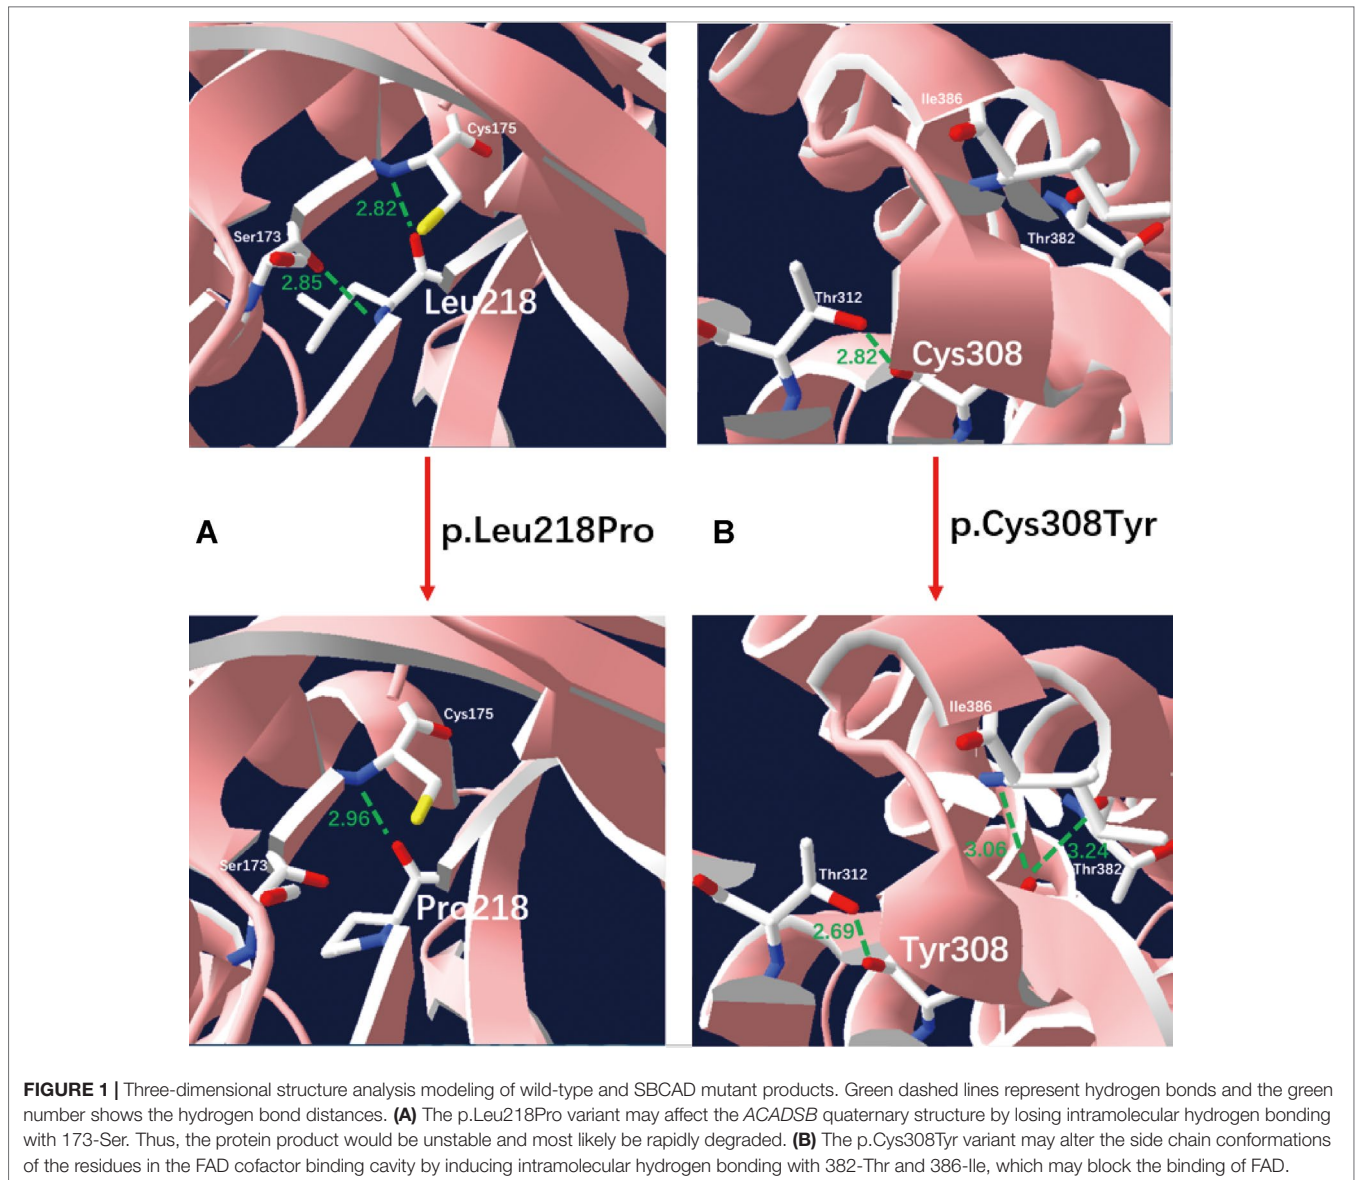 Cys175
2.82
Ser173
2.85
Leu218
Ile386
Thr382
Thr312
2.82
Cys308
A
p.Leu218Pro
B
p.Cys308Tyr
Cys175
2.96
Ser173
Pro218
Ile386
3.06
3.24
Thr382
Thr312
2.69
Tyr308
FIGURE 1 | Three-dimensional structure analysis modeling of wild-type and SBCAD mutant products. Green dashed lines represent hydrogen bonds and the green
number shows the hydrogen bond distances. (A) The p.Leu218Pro variant may affect the ACADSB quaternary structure by losing intramolecular hydrogen bonding
with 173-Ser. Thus, the protein product would be unstable and most likely be rapidly degraded. (B) The p.Cys308Tyr variant may alter the side chain conformations
of the residues in the FAD cofactor binding cavity by inducing intramolecular hydrogen bonding with 382-Thr and 386-Ile, which may block the binding of FAD.